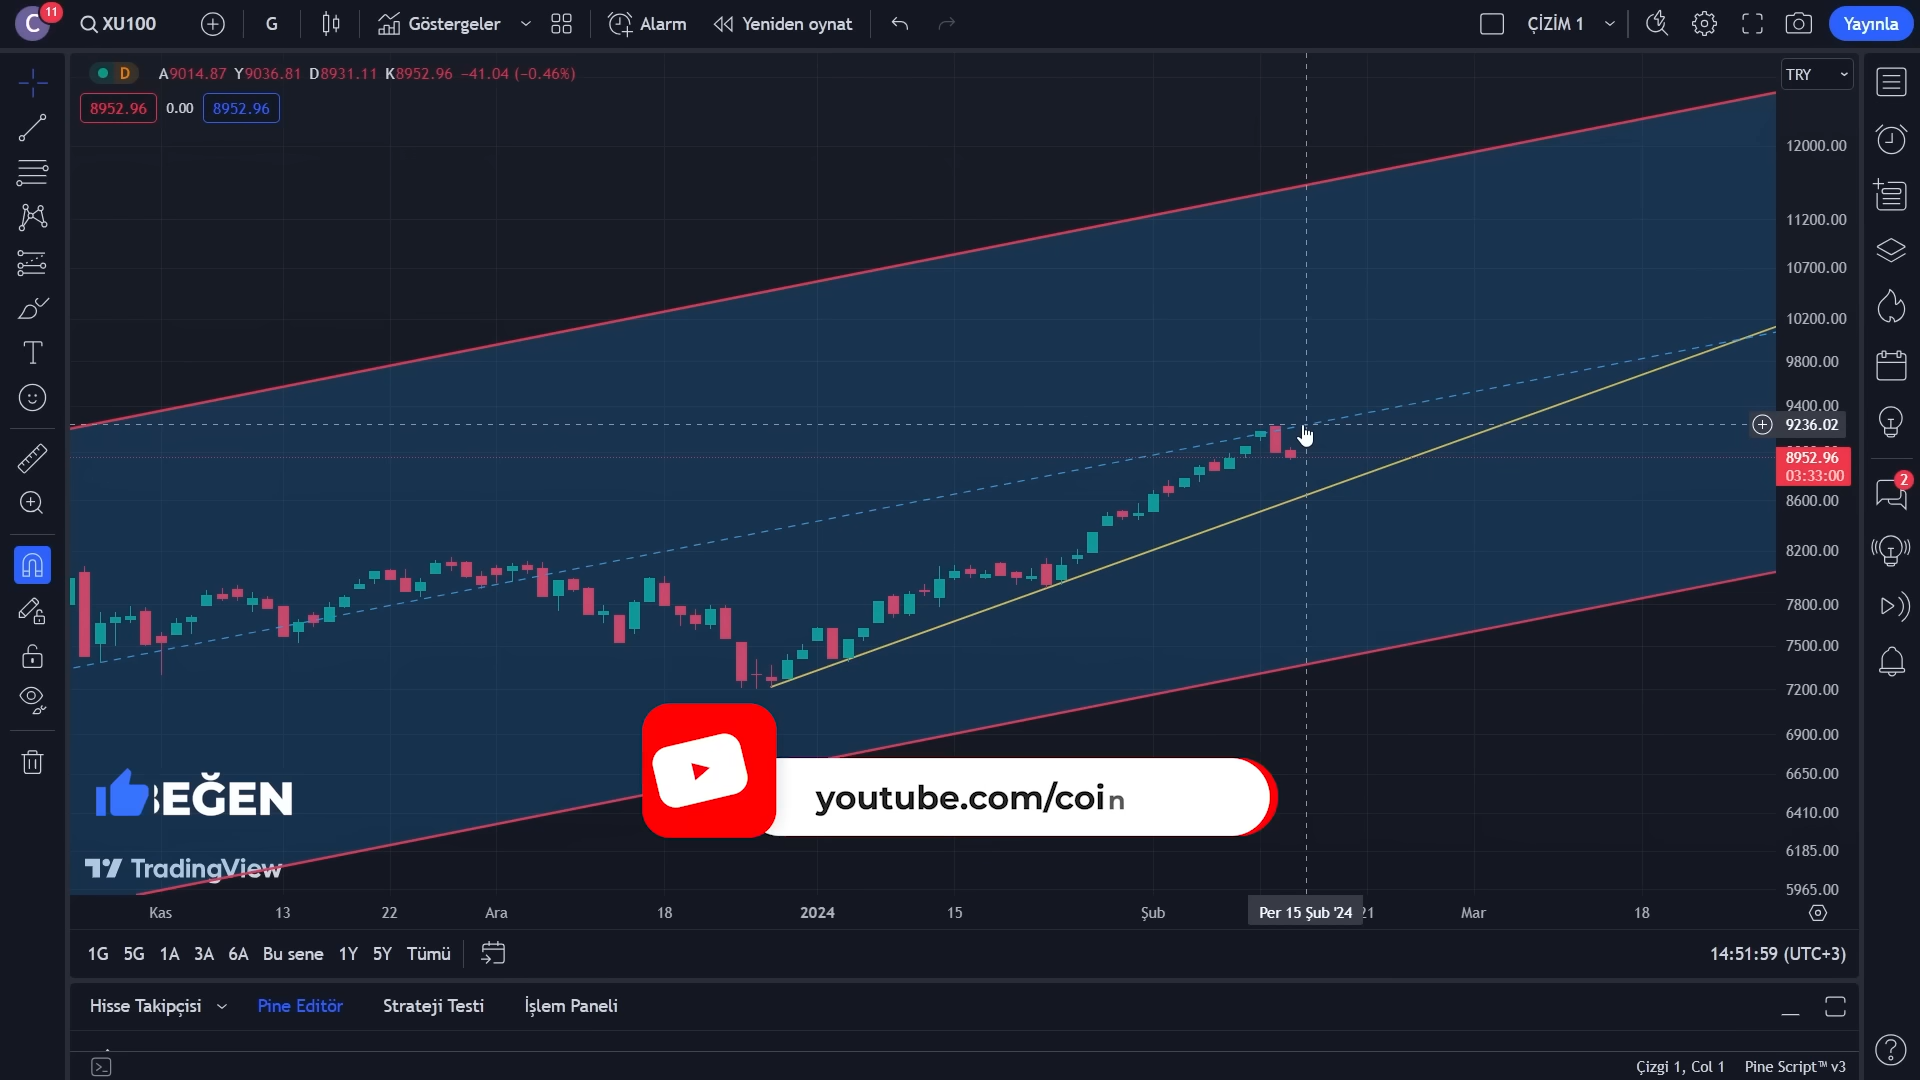 C 11 XU100 G Göstergeler Alarm Yeniden oynat ÇİZİM 1 Yayınla
D A9014.87 Y9036.81 D8931.11 K8952.96 −41.04 (−0.46%)
TRY
8952.96 0.00 8952.96
12000.00
11200.00
10700.00
10200.00
9800.00
9400.00
9236.02
8952.96
03:33:00
8600.00
2
8200.00
7800.00
7500.00
7200.00
6900.00
6650.00
6410.00
6185.00
5965.00
BEĞEN
youtube.com/coin
TradingView
Kas 13 22 Ara 18 2024 15 Şub Per 15 Şub '24 21 Mar 18
1G 5G 1A 3A 6A Bu sene 1Y 5Y Tümü 14:51:59 (UTC+3)
Hisse Takipçisi Pine Editör Strateji Testi İşlem Paneli
Çizgi 1, Col 1 Pine Script™ v3